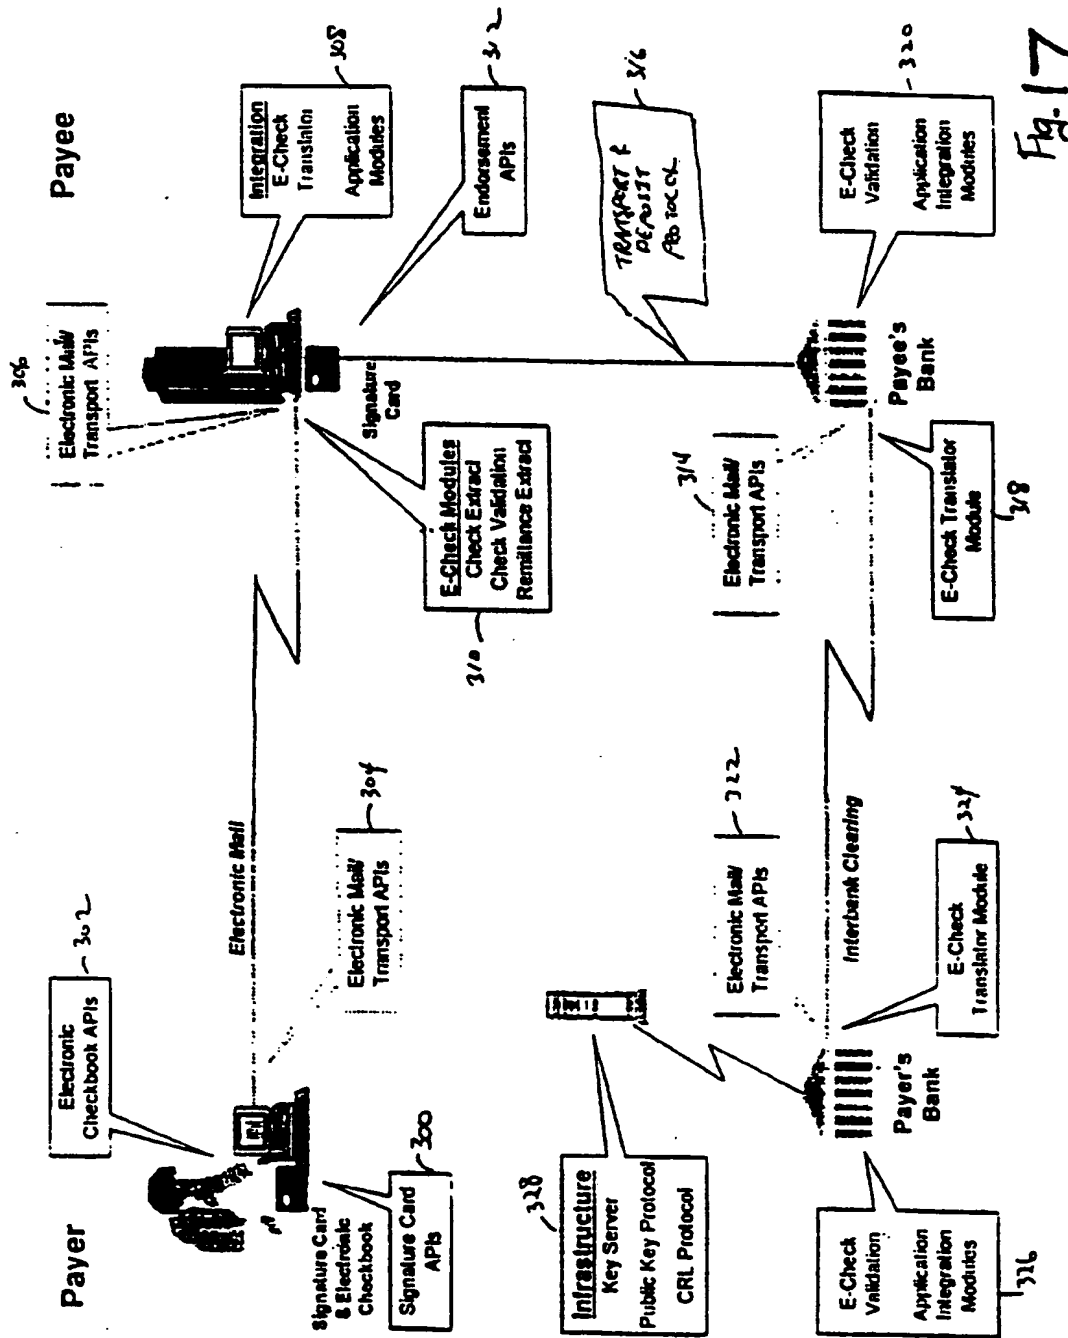 Payer
Payee
Electronic
Checkbook APIs
302
Signature Card
& Electronic
Checkbook
Signature Card
APIs
300
Electronic Mail
Electronic Mail/
Transport APIs
304
Electronic Mail/
Transport APIs
306
Integration
E-Check
Translator
Application
Modules
308
E-Check Modules
Check Extract
Check Validation
Remittance Extract
310
Signature
Card
Endorsement
APIs
312
TRANSPORT &
DEPOSIT
PROTOCOL
316
Infrastructure
Key Server
Public Key Protocol
CRL Protocol
328
Electronic Mail/
Transport APIs
322
Electronic Mail/
Transport APIs
314
Payer's
Bank
Interbank Clearing
Payee's
Bank
E-Check
Validation
Application
Integration
Modules
326
E-Check
Translator Module
324
E-Check Translator
Module
318
E-Check
Validation
Application
Integration
Modules
320
Fig. 17